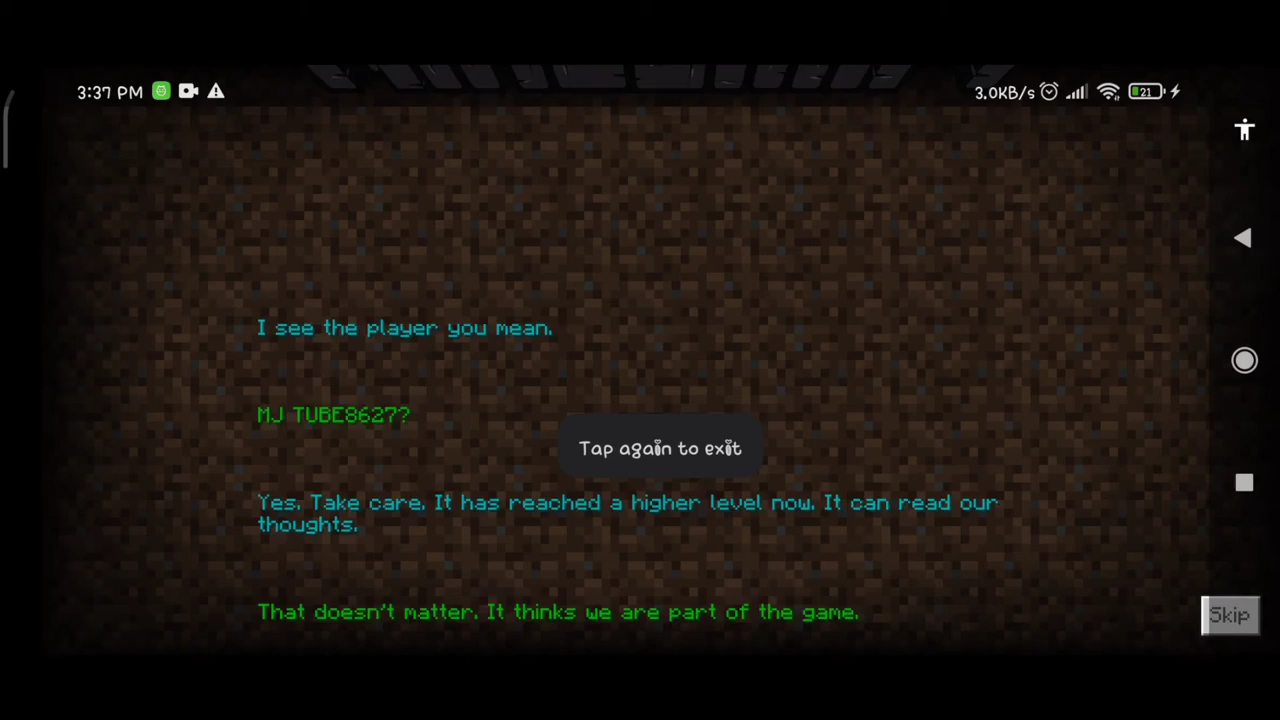 3:37 PM
3.0KB/s
21
I see the player you mean.
MJ TUBE8627?
Tap again to exit
Yes. Take care. It has reached a higher level now. It can read our
thoughts.
That doesn't matter. It thinks we are part of the game.
Skip